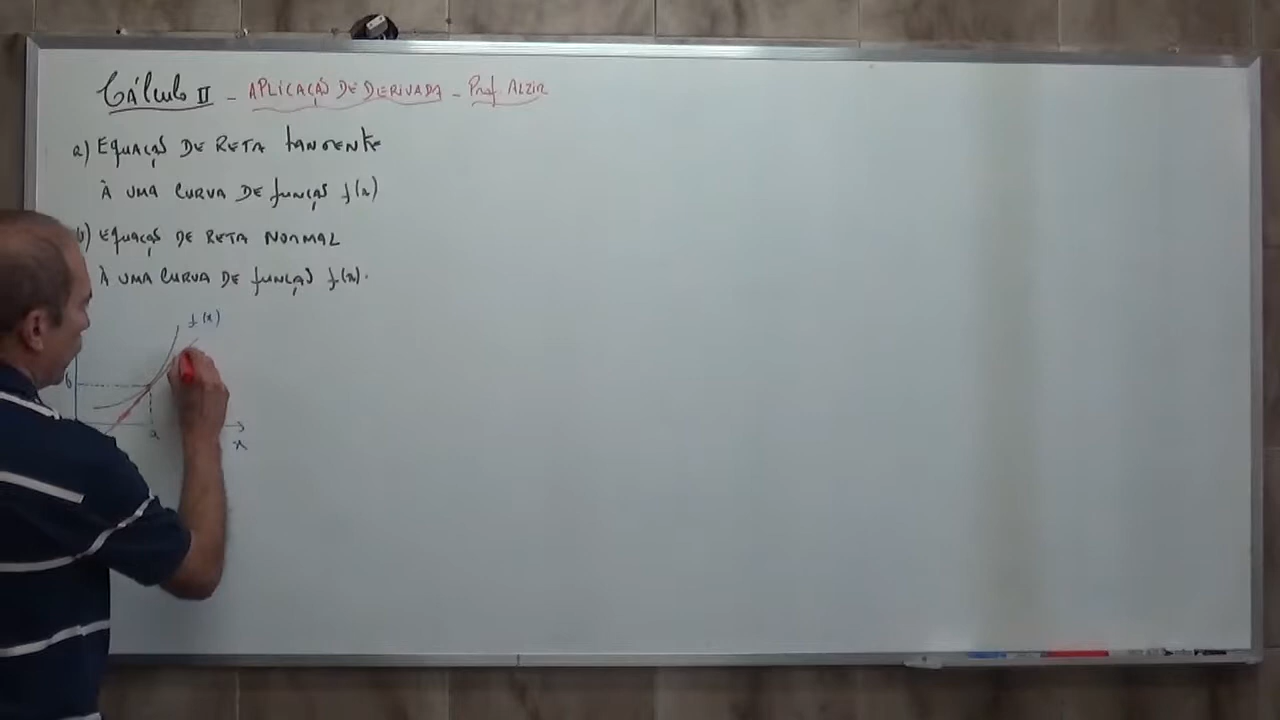 Cálculo II - APLICAÇÃO DE DERIVADA - Prof. ALZIR
a) EQUAÇÃO DE RETA TANGENTE
À UMA CURVA DE FUNÇÃO f(x)
b) EQUAÇÃO DE RETA NORMAL
À UMA CURVA DE FUNÇÃO f(x).
f(x)
b
a
x